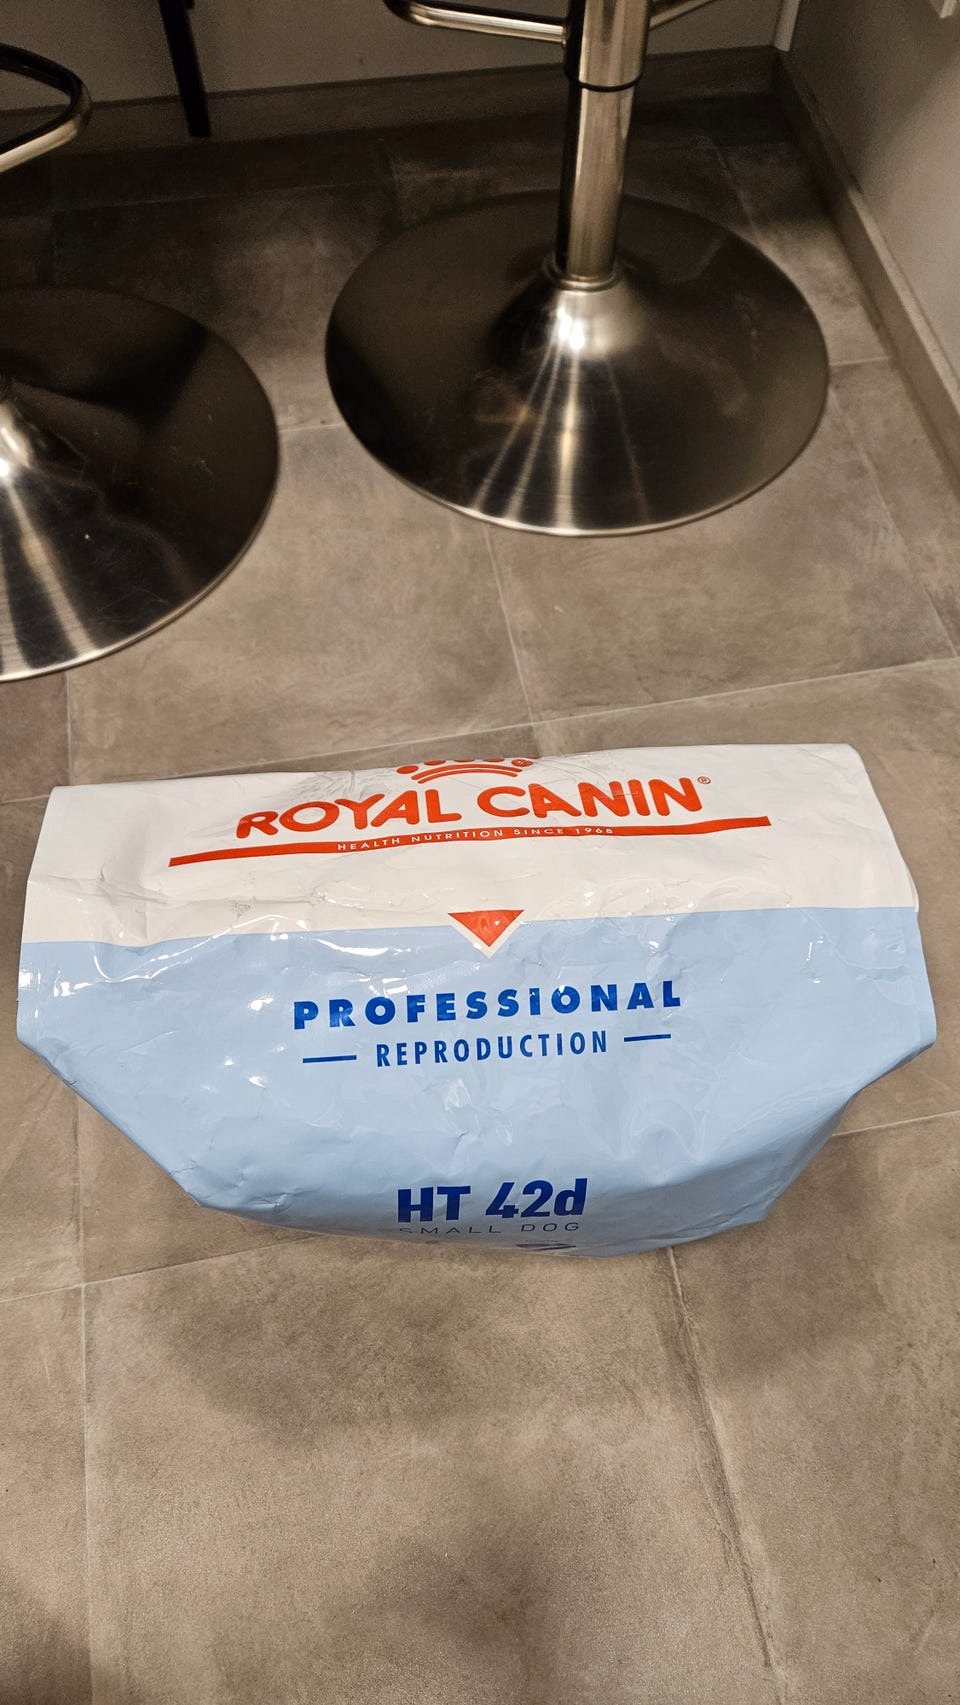 ROYAL CANIN®
HEALTH NUTRITION SINCE 1968
PROFESSIONAL
REPRODUCTION
HT 42d
SMALL DOG